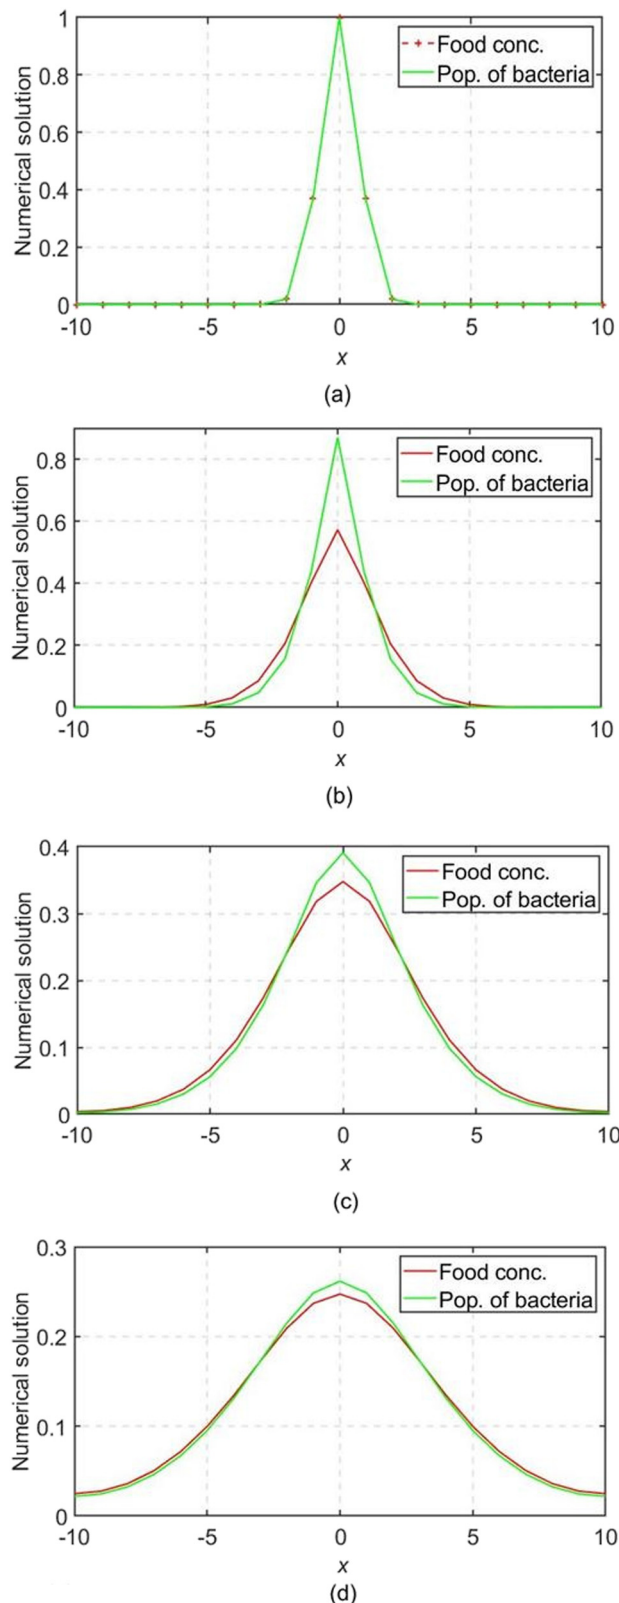 1
Food conc.
Pop. of bacteria
0.8
0.6
0.4
0.2
0
Numerical solution
-10 -5 0 5 10
x
(a)
Food conc.
Pop. of bacteria
0.8
0.6
0.4
0.2
0
Numerical solution
-10 -5 0 5 10
x
(b)
0.4
Food conc.
Pop. of bacteria
0.3
0.2
0.1
0
Numerical solution
-10 -5 0 5 10
x
(c)
0.3
Food conc.
Pop. of bacteria
0.2
0.1
0
Numerical solution
-10 -5 0 5 10
x
(d)